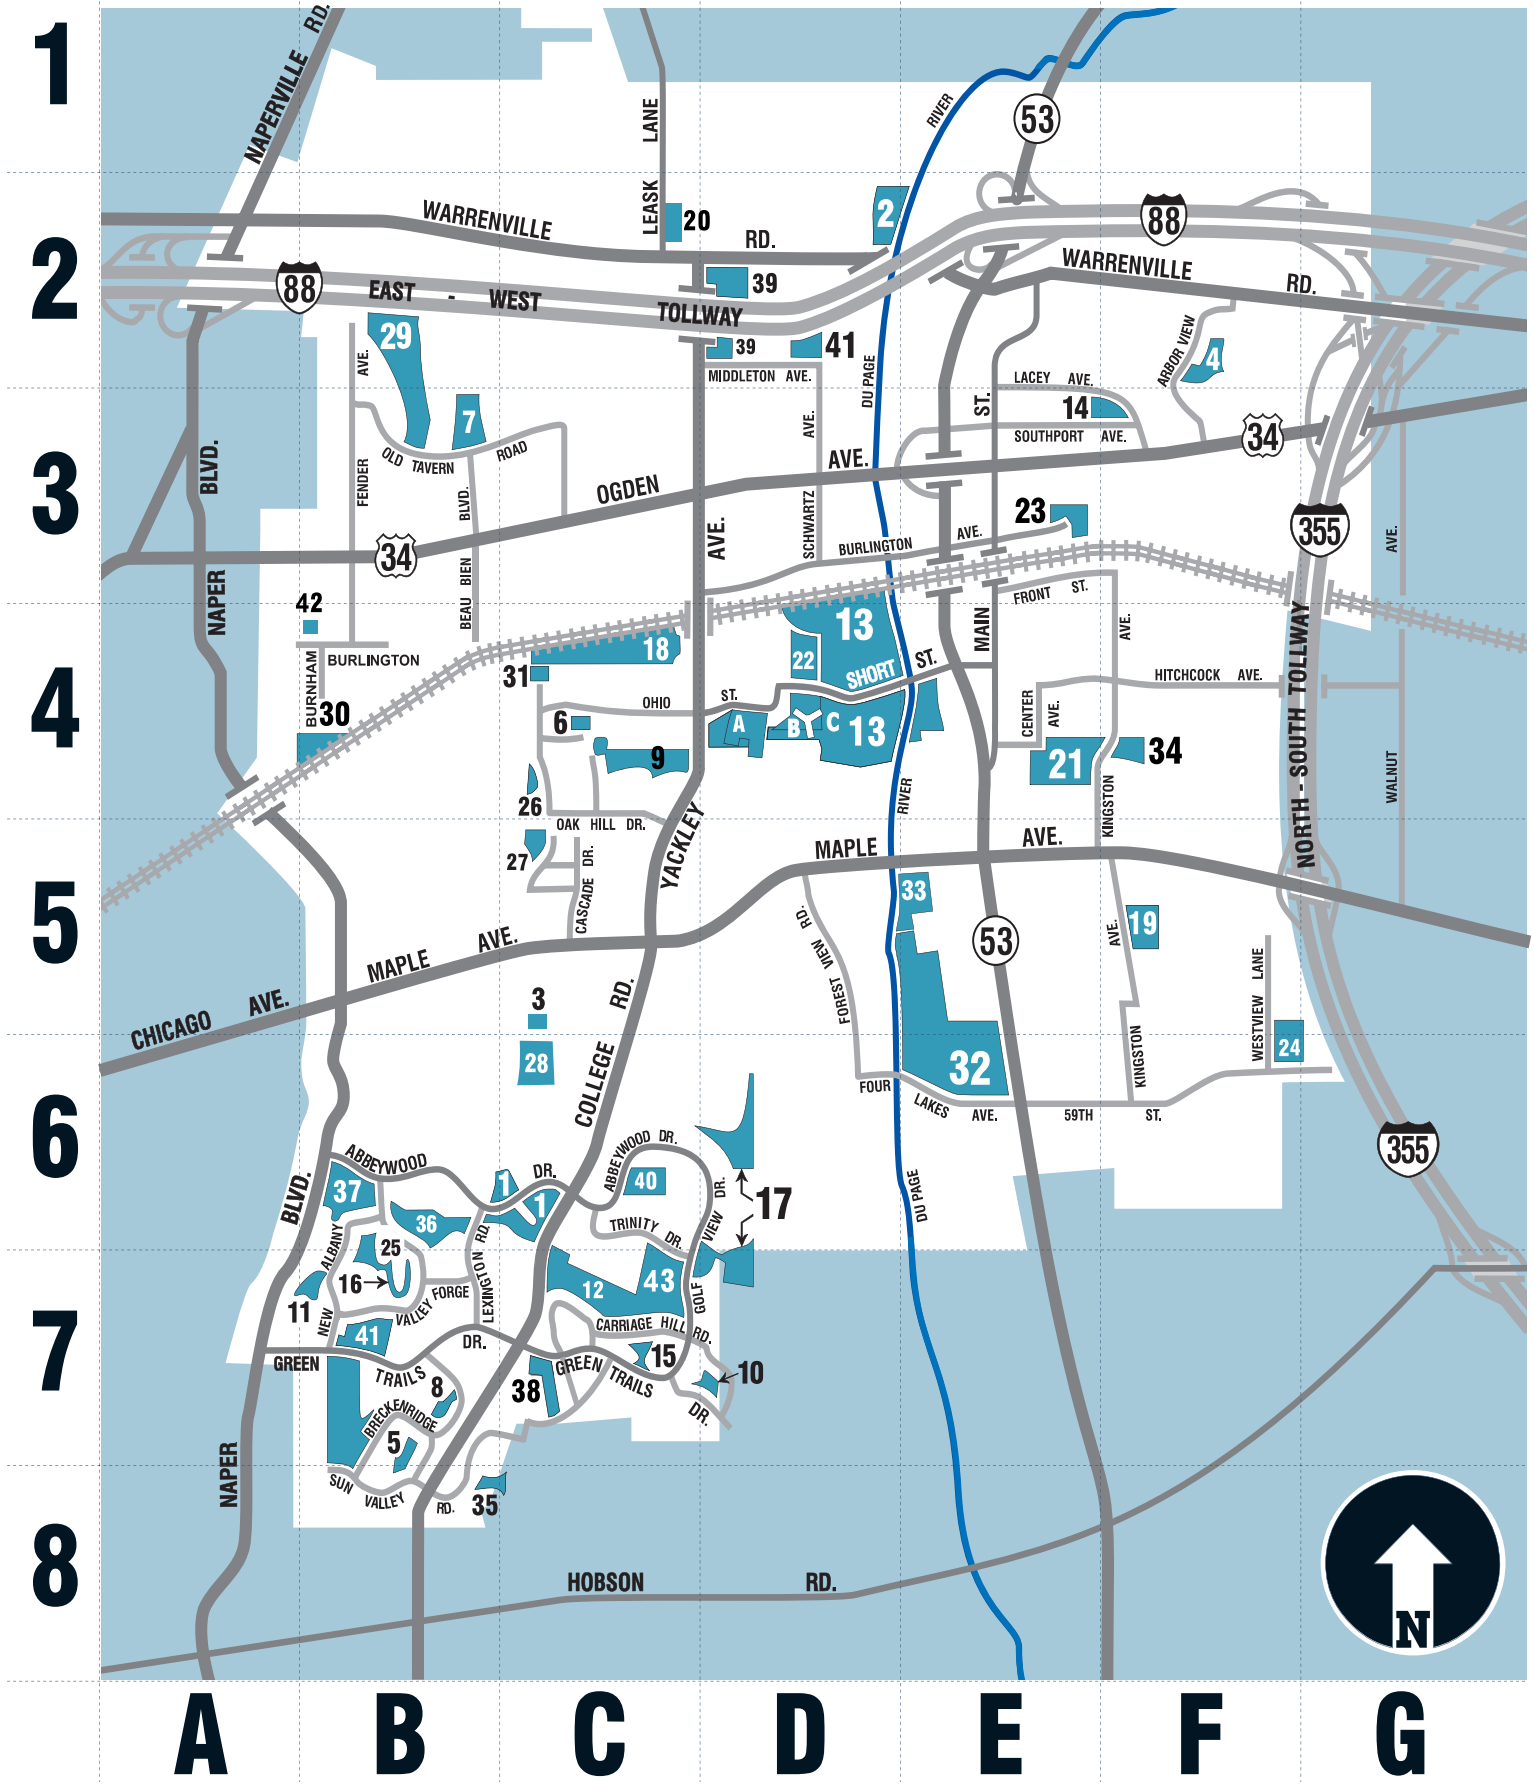 1
NAPERVILLE RD.
LANE
RIVER
53
2
WARRENVILLE
LEASK
20
RD.
2
88
39
WARRENVILLE
RD.
88
EAST - WEST
TOLLWAY
29
AVE.
39
41
MIDDLETON AVE.
DU PAGE
ARBOR VIEW
4
LACEY AVE.
14
ST.
SOUTHPORT AVE.
34
3
BLVD.
7
OLD TAVERN ROAD
FENDER
BLVD.
OGDEN
AVE.
AVE.
SCHWARTZ
AVE.
23
355
AVE.
BURLINGTON AVE.
34
NAPER
BEAU BIEN
FRONT ST.
42
MAIN
AVE.
NORTH - SOUTH TOLLWAY
4
BURLINGTON
BURNHAM
30
18
31
13
22
SHORT ST.
HITCHCOCK AVE.
OHIO ST.
6
A
B
C
13
CENTER
AVE.
9
21
34
26
RIVER
KINGSTON
WALNUT
OAK HILL DR.
27
YACKLEY
MAPLE
AVE.
5
CASCADE DR.
33
19
AVE.
53
MAPLE AVE.
FOREST VIEW RD.
CHICAGO AVE.
3
RD.
WESTVIEW LANE
28
24
32
KINGSTON
COLLEGE
FOUR
LAKES
AVE.
59TH
ST.
6
355
ABBEYWOOD
DR.
ABBEYWOOD DR.
37
1
1
40
17
BLVD.
36
TRINITY DR.
VIEW DR.
DU PAGE
ALBANY
25
RD.
16
12
43
GOLF
11
NEW
VALLEY FORGE
LEXINGTON
7
41
CARRIAGE HILL RD.
DR.
GREEN
TRAILS
15
GREEN
TRAILS
10
38
8
DR.
BRECKENRIDGE
5
NAPER
SUN
VALLEY
RD.
35
8
HOBSON
RD.
N
A
B
C
D
E
F
G